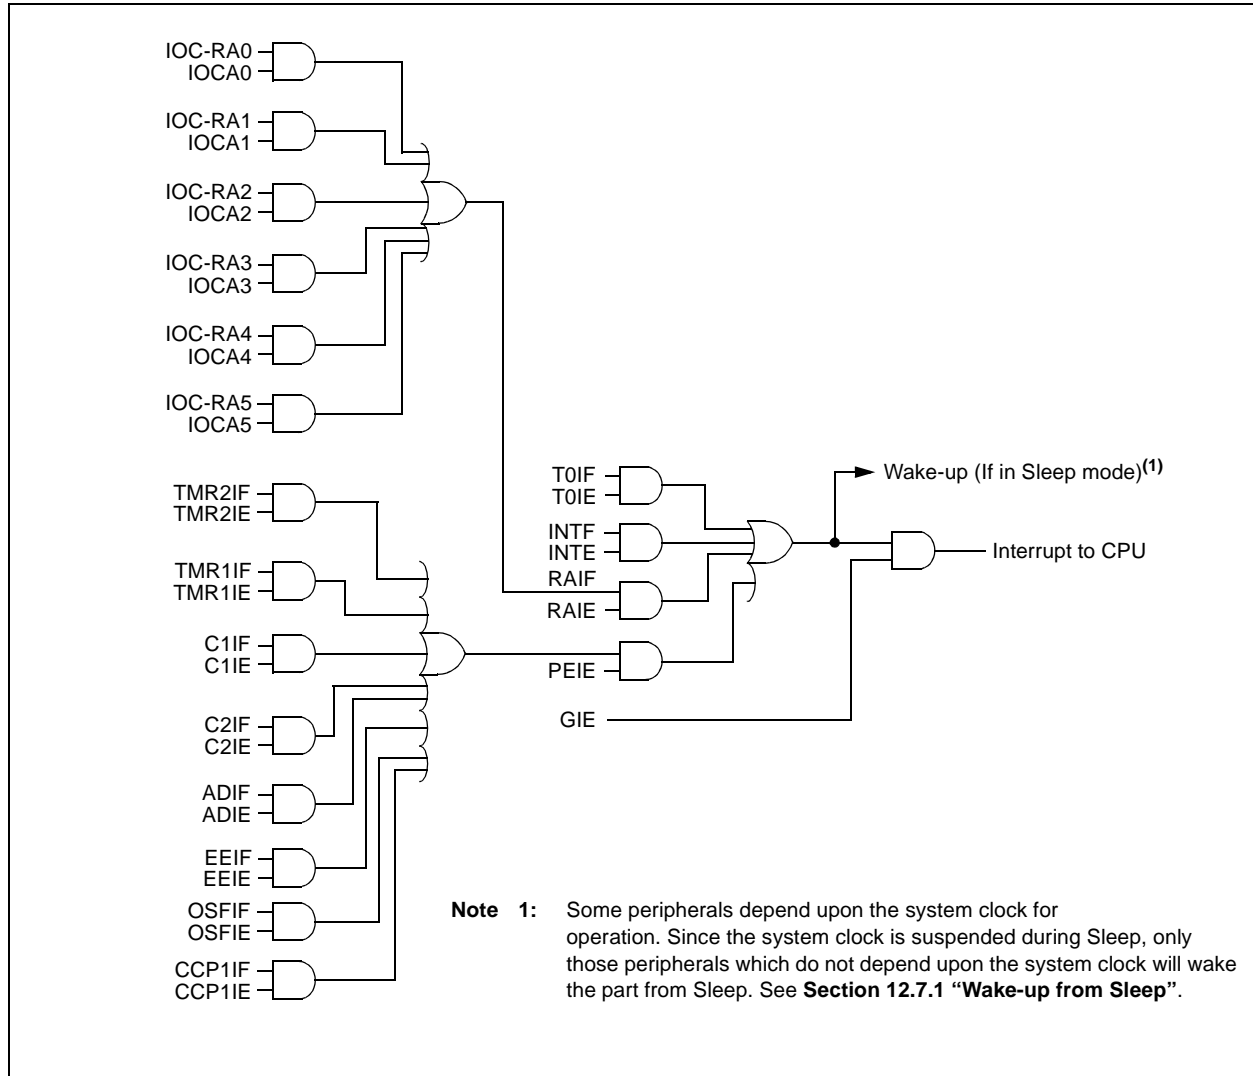 IOC-RA0
IOCA0
IOC-RA1
IOCA1
IOC-RA2
IOCA2
IOC-RA3
IOCA3
IOC-RA4
IOCA4
IOC-RA5
IOCA5
TMR2IF
TMR2IE
TMR1IF
TMR1IE
C1IF
C1IE
C2IF
C2IE
ADIF
ADIE
EEIF
EEIE
OSFIF
OSFIE
CCP1IF
CCP1IE
T0IF
T0IE
INTF
INTE
RAIF
RAIE
PEIE
GIE
Wake-up (If in Sleep mode)(1)
Interrupt to CPU
Note 1: Some peripherals depend upon the system clock for
operation. Since the system clock is suspended during Sleep, only
those peripherals which do not depend upon the system clock will wake
the part from Sleep. See Section 12.7.1 “Wake-up from Sleep”.